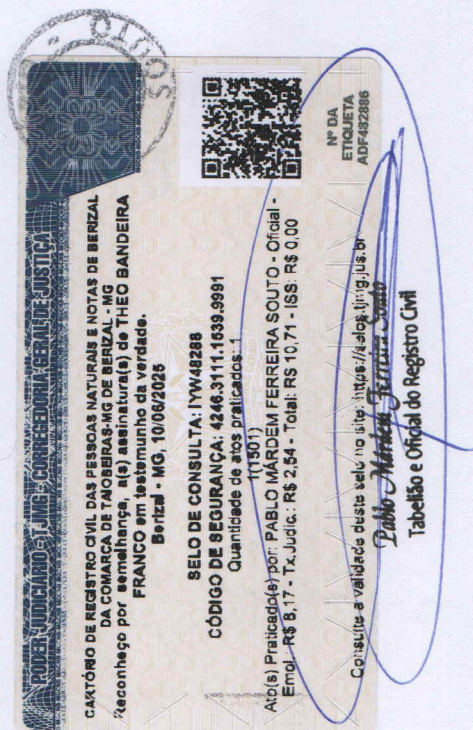 PODER JUDICIÁRIO - TJMG - CORREGEDORIA GERAL DE JUSTIÇA
CARTÓRIO DE REGISTRO CIVIL DAS PESSOAS NATURAIS E NOTAS DE BERIZAL
DA COMARCA DE TAIOBEIRAS-MG DE BERIZAL - MG
Reconheço por semelhança, a(s) assinatura(s) de THEO BANDEIRA
FRANCO em testemunho da verdade.
Berizal - MG, 10/06/2025
SELO DE CONSULTA: IYW48288
CÓDIGO DE SEGURANÇA: 4246.3111.1639.9991
Quantidade de atos praticados: 1
1(1501)
Ato(s) Praticado(s) por: PABLO MÁRDEM FERREIRA SOUTO - Oficial -
Emol.: R$ 8,17 - Tx.Judic.: R$ 2,54 - Total: R$ 10,71 - ISS: R$ 0,00
Consulte a validade deste selo no site: https://selos.tjmg.jus.br
Nº DA
ETIQUETA
ADF482886
Pablo Márdem Ferreira Souto
Tabelião e Oficial do Registro Civil
SOUTO